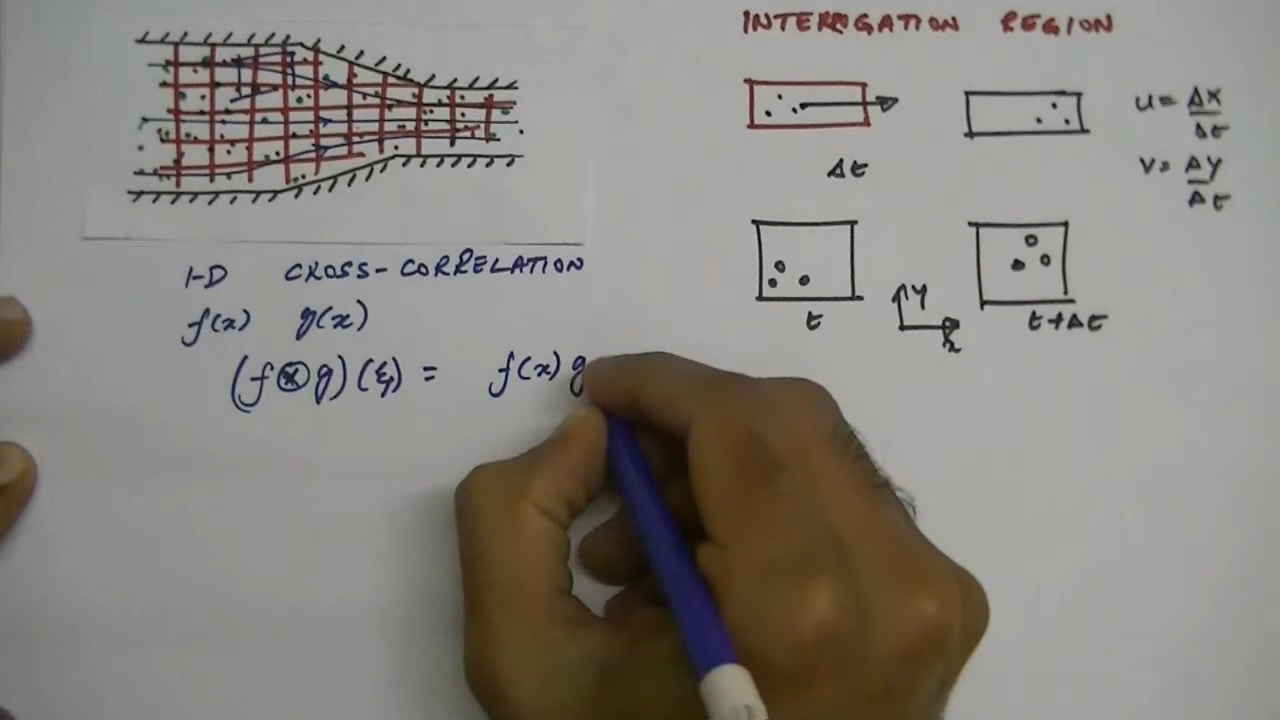 INTERROGATION REGION
u = Δx/Δt
Δt
v = Δy/Δt
t
y
x
t+Δt
1-D CROSS-CORRELATION
f(x) g(x)
(f⊛g)(ξ) = f(x) g